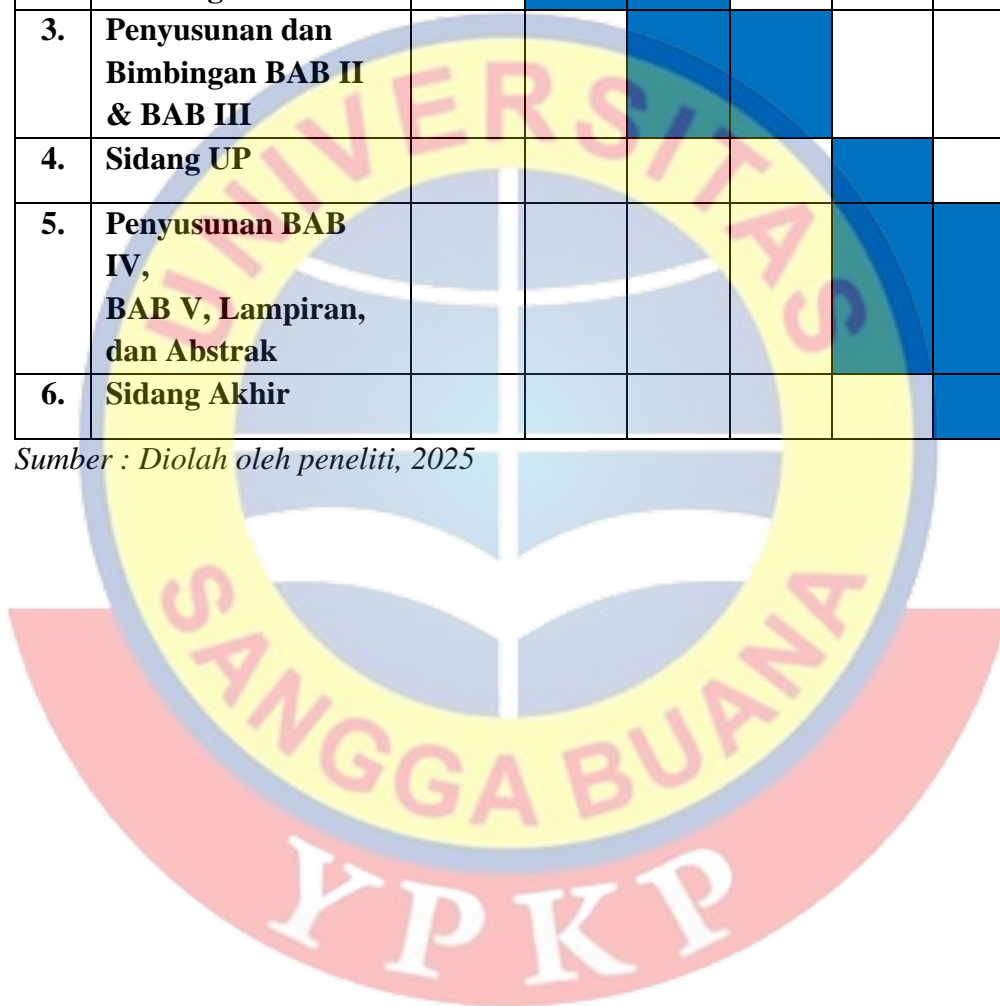 3. Penyusunan dan
Bimbingan BAB II
& BAB III
4. Sidang UP
5. Penyusunan BAB
IV,
BAB V, Lampiran,
dan Abstrak
6. Sidang Akhir
Sumber : Diolah oleh peneliti, 2025
UNIVERSITAS
SANGGA BUANA
YPKP